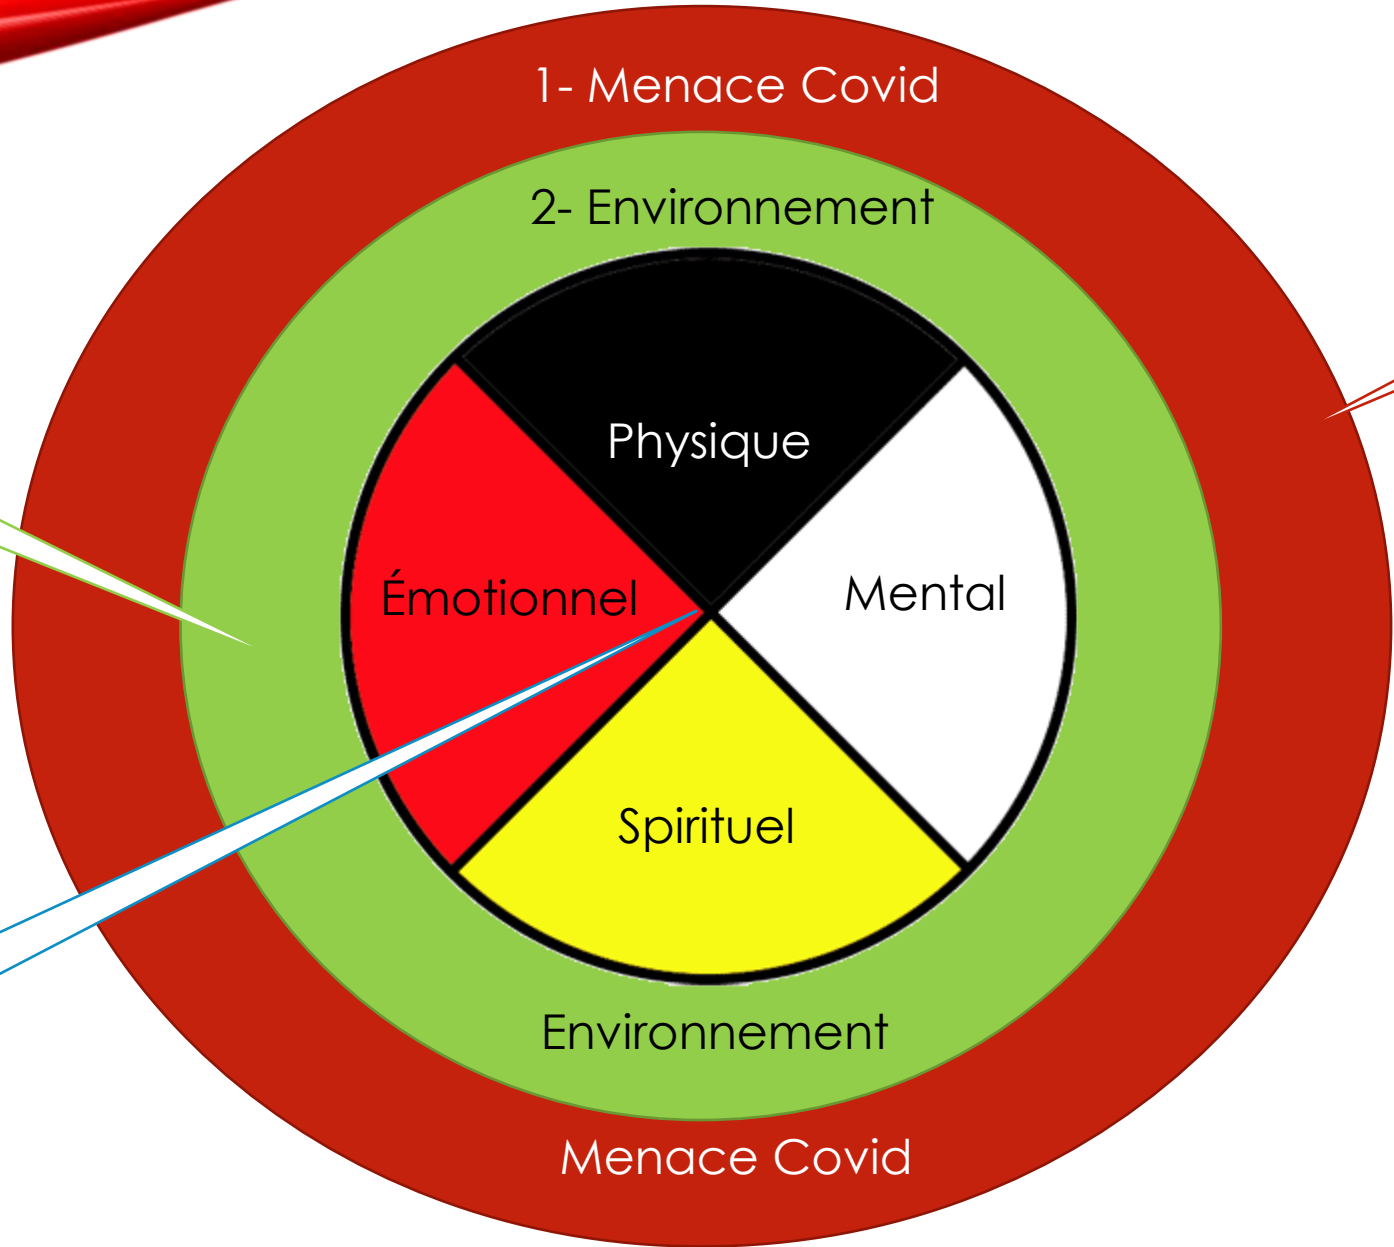 1- Menace Covid
2- Environnement
Physique
Émotionnel
Mental
Spirituel
Environnement
Menace Covid